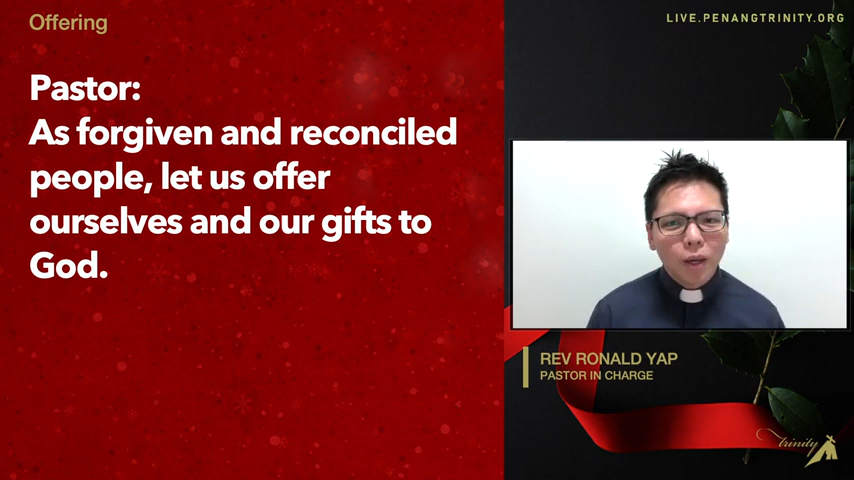 Offering
Pastor:
As forgiven and reconciled
people, let us offer
ourselves and our gifts to
God.
LIVE.PENANGTRINITY.ORG
REV RONALD YAP
PASTOR IN CHARGE
trinity